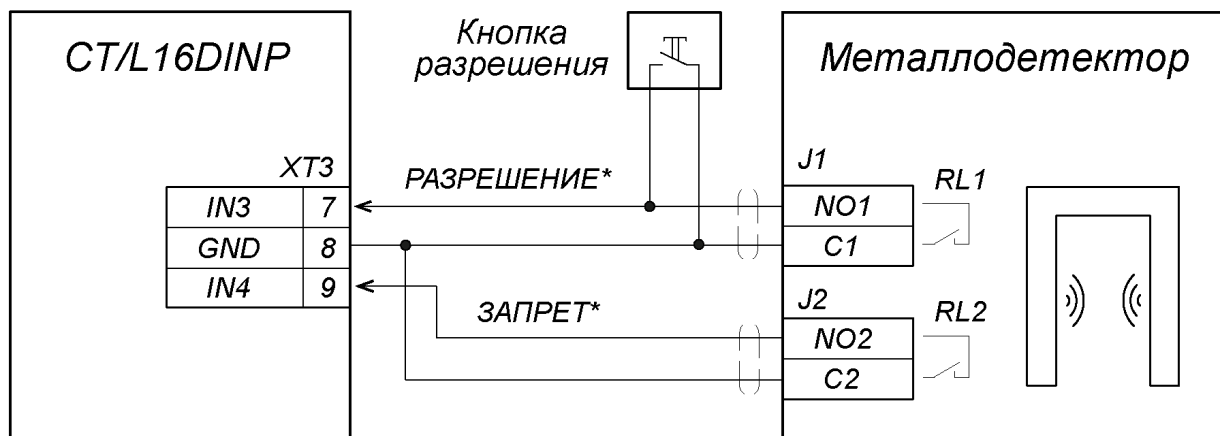 CT/L16DINP
Кнопка
разрешения
Металлодетектор
XT3
РАЗРЕШЕНИЕ*
J1
RL1
IN3 7
NO1
GND 8
C1
IN4 9
ЗАПРЕТ*
J2
RL2
NO2
C2